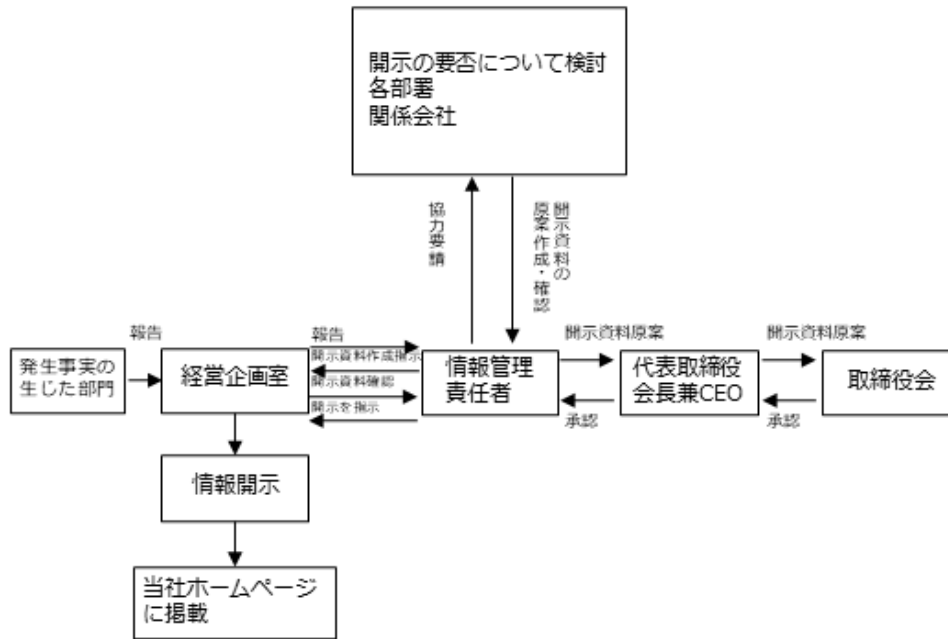 開示の要否について検討
各部署
関係会社
協力要請
開示資料の
原案作成・確認
報告
報告
開示資料原案
開示資料原案
発生事実の
生じた部門
経営企画室
開示資料作成指示
開示資料確認
開示を指示
情報管理
責任者
代表取締役
会長兼CEO
取締役会
承認
承認
情報開示
当社ホームページ
に掲載